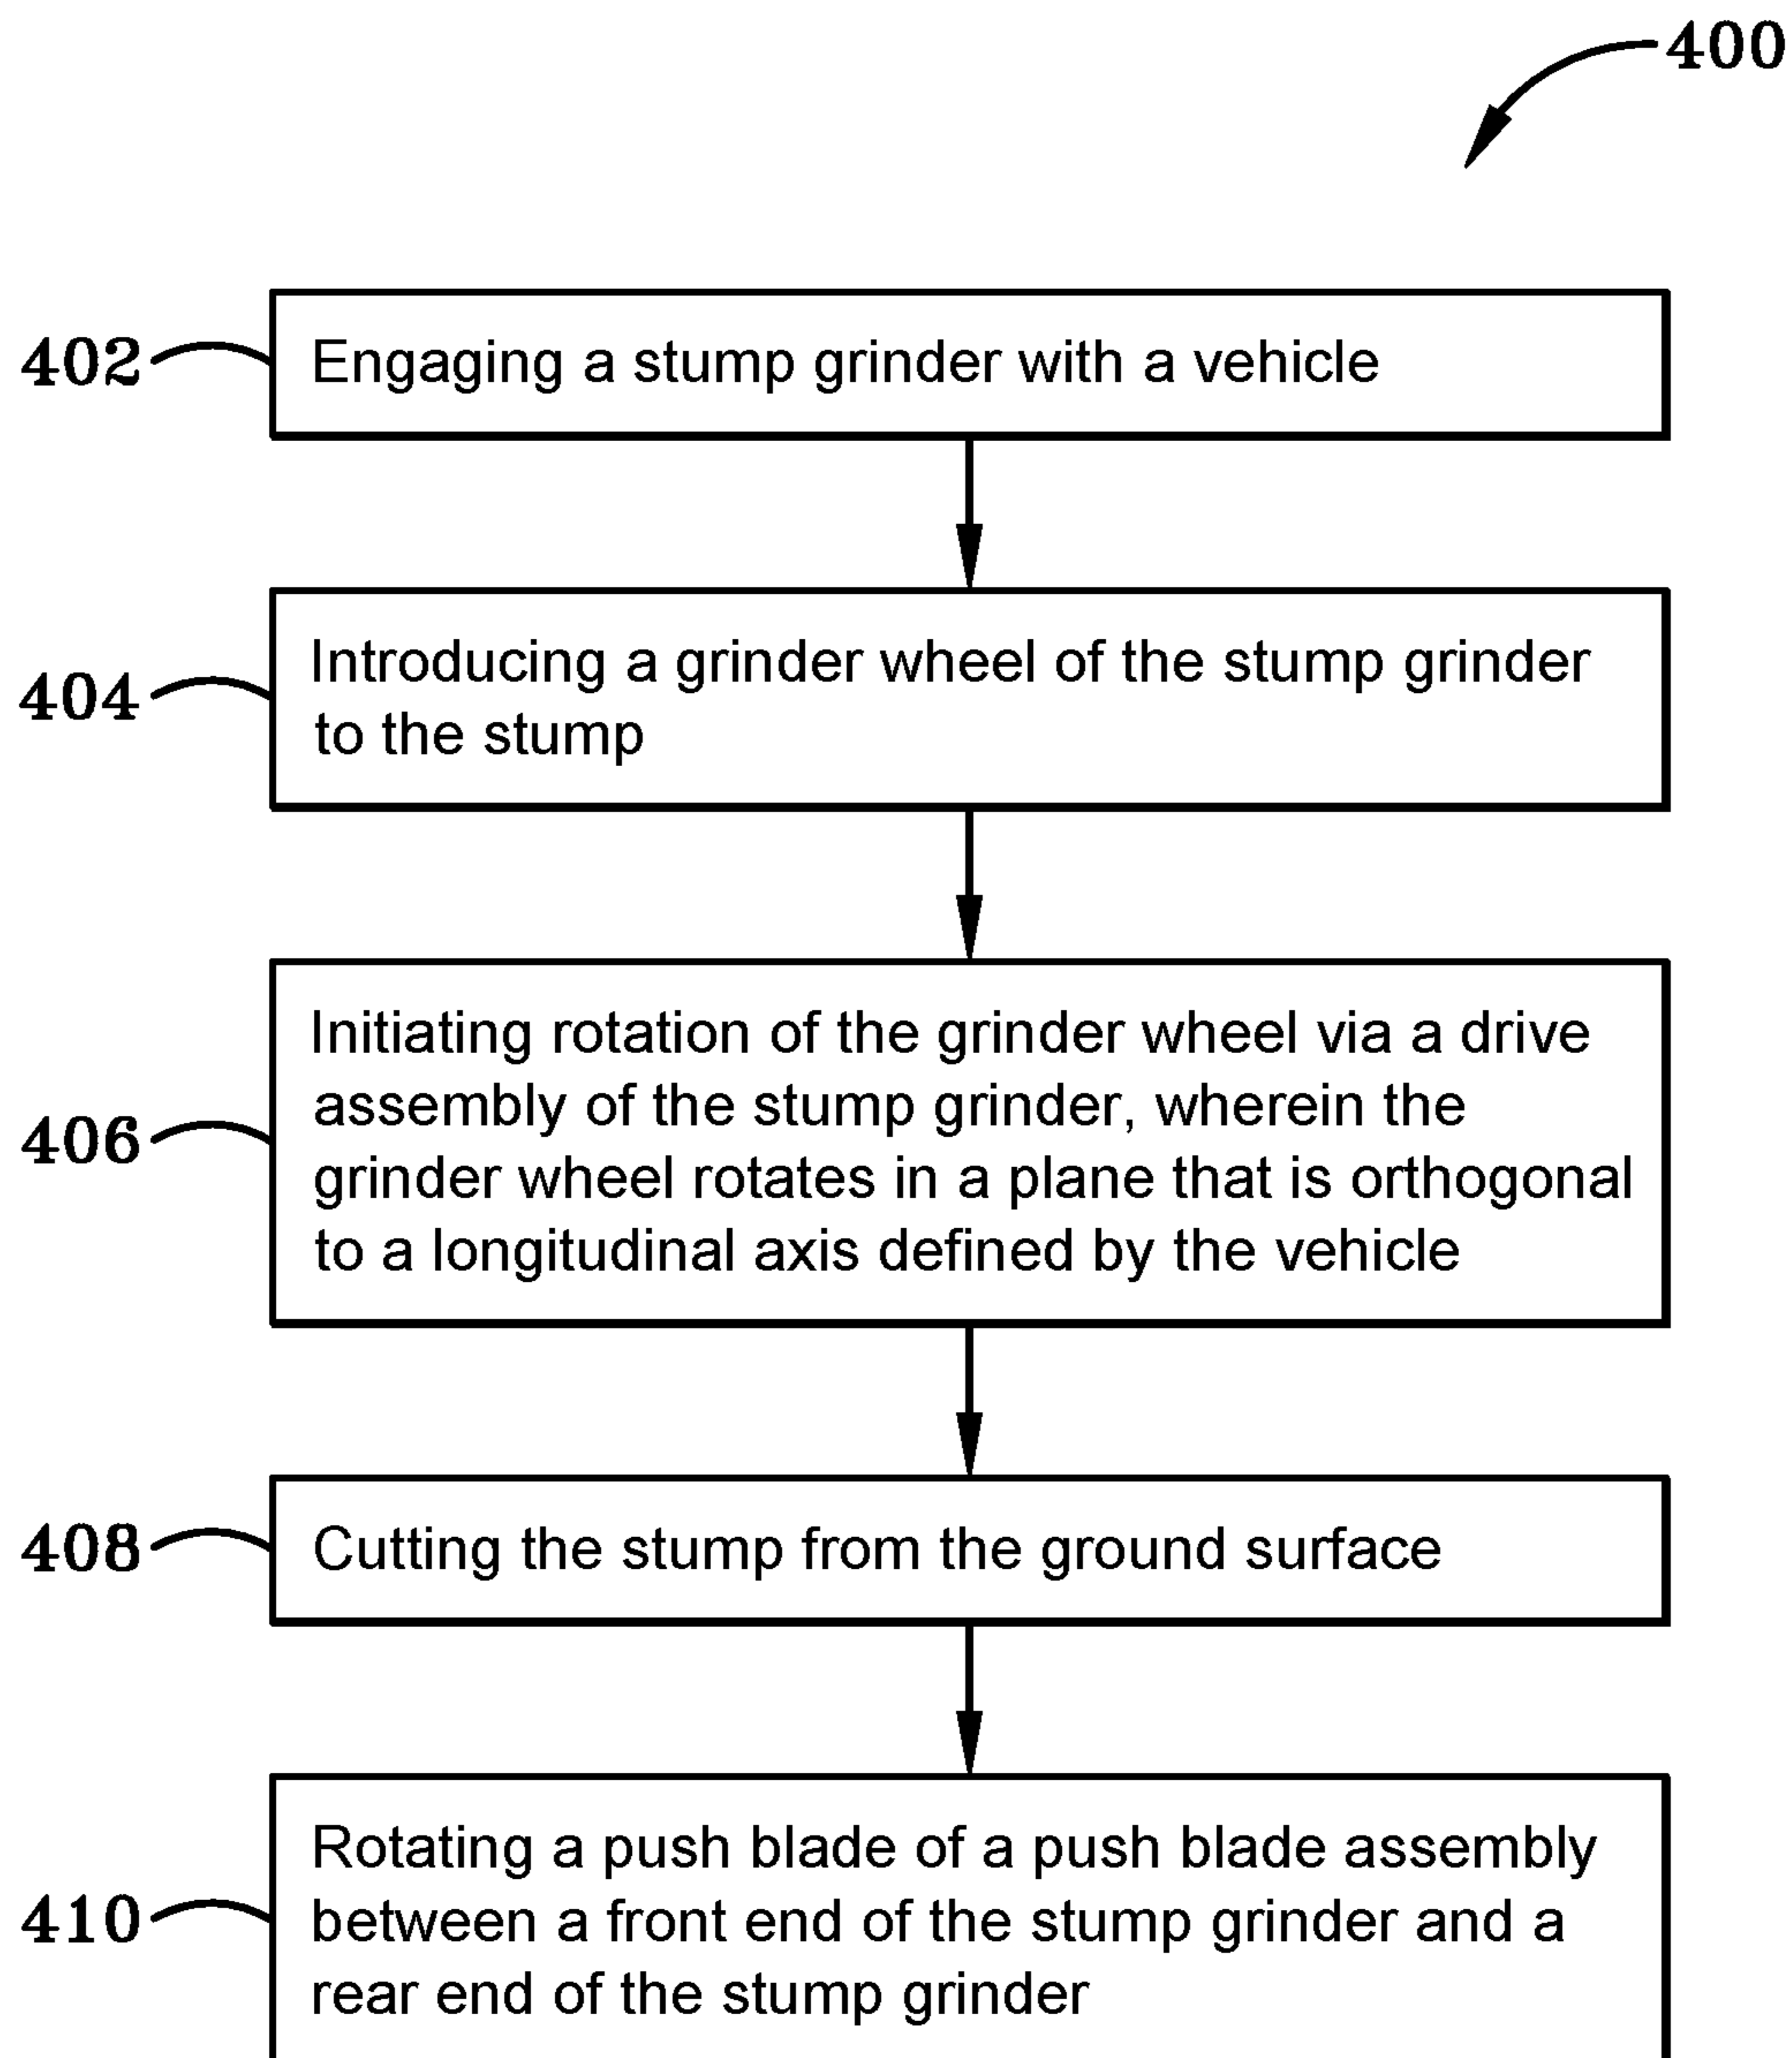 400
402
Engaging a stump grinder with a vehicle
404
Introducing a grinder wheel of the stump grinder
to the stump
406
Initiating rotation of the grinder wheel via a drive
assembly of the stump grinder, wherein the
grinder wheel rotates in a plane that is orthogonal
to a longitudinal axis defined by the vehicle
408
Cutting the stump from the ground surface
410
Rotating a push blade of a push blade assembly
between a front end of the stump grinder and a
rear end of the stump grinder